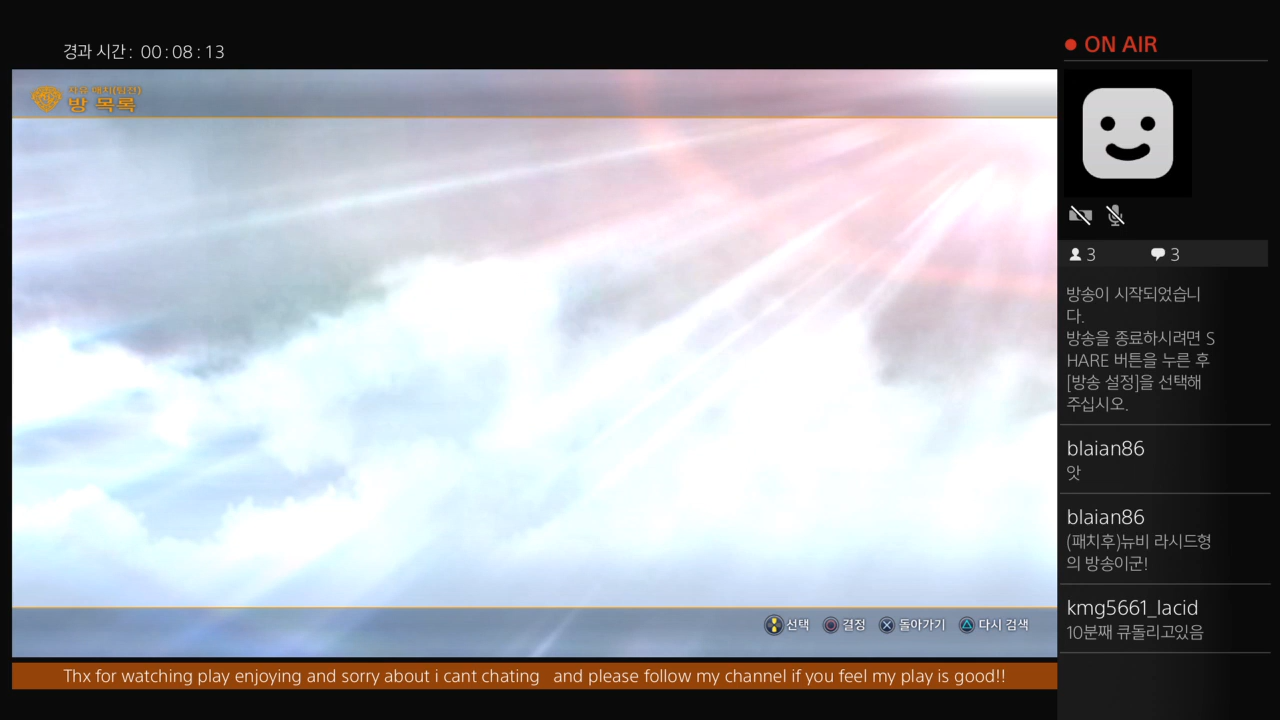 경과 시간 : 00:08:13
ON AIR
방 목록
3
3
방송이 시작되었습니
다.
방송을 종료하시려면 S
HARE 버튼을 누른 후
[방송 설정]을 선택해
주십시오.
blaian86
앗
blaian86
(패치후)뉴비 라시드형
의 방송이군!
kmg5661_lacid
10분째 큐돌리고있음
선택 결정 돌아가기 다시 검색
Thx for watching play enjoying and sorry about i cant chating and please follow my channel if you feel my play is good!!